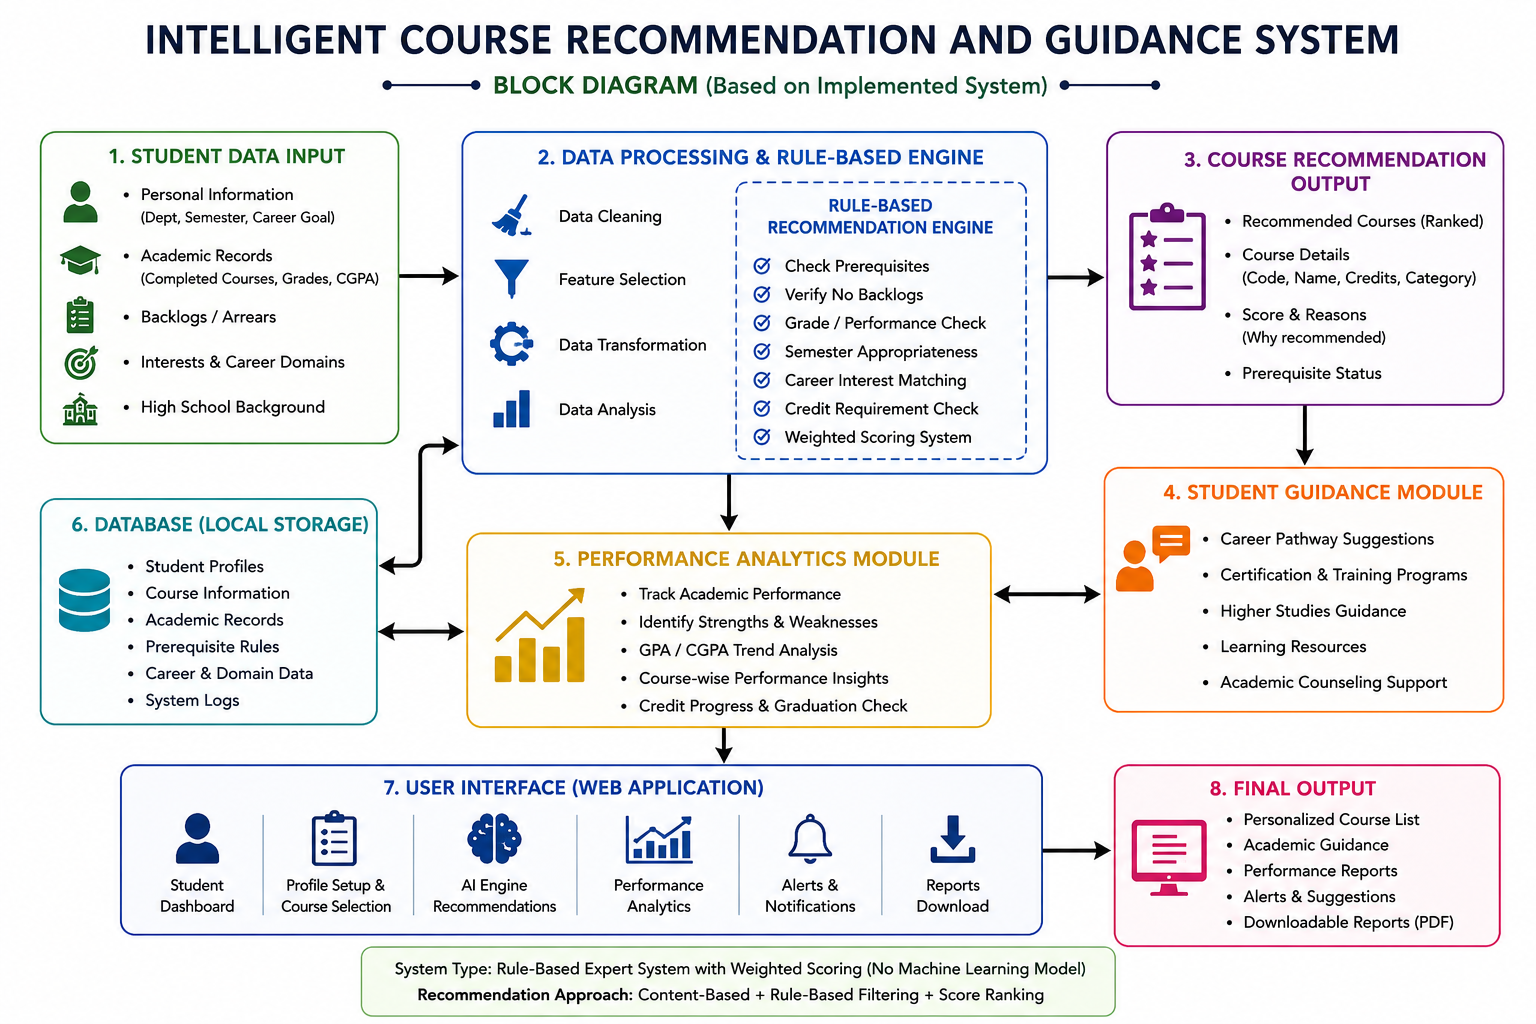 INTELLIGENT COURSE RECOMMENDATION AND GUIDANCE SYSTEM
BLOCK DIAGRAM (Based on Implemented System)
1. STUDENT DATA INPUT
• Personal Information
(Dept, Semester, Career Goal)
• Academic Records
(Completed Courses, Grades, CGPA)
• Backlogs / Arrears
• Interests & Career Domains
• High School Background
2. DATA PROCESSING & RULE-BASED ENGINE
Data Cleaning
Feature Selection
Data Transformation
Data Analysis
RULE-BASED
RECOMMENDATION ENGINE
Check Prerequisites
Verify No Backlogs
Grade / Performance Check
Semester Appropriateness
Career Interest Matching
Credit Requirement Check
Weighted Scoring System
3. COURSE RECOMMENDATION
OUTPUT
• Recommended Courses (Ranked)
• Course Details
(Code, Name, Credits, Category)
• Score & Reasons
(Why recommended)
• Prerequisite Status
4. STUDENT GUIDANCE MODULE
• Career Pathway Suggestions
• Certification & Training Programs
• Higher Studies Guidance
• Learning Resources
• Academic Counseling Support
5. PERFORMANCE ANALYTICS MODULE
• Track Academic Performance
• Identify Strengths & Weaknesses
• GPA / CGPA Trend Analysis
• Course-wise Performance Insights
• Credit Progress & Graduation Check
6. DATABASE (LOCAL STORAGE)
• Student Profiles
• Course Information
• Academic Records
• Prerequisite Rules
• Career & Domain Data
• System Logs
7. USER INTERFACE (WEB APPLICATION)
Student
Dashboard
Profile Setup &
Course Selection
AI Engine
Recommendations
Performance
Analytics
Alerts &
Notifications
Reports
Download
8. FINAL OUTPUT
• Personalized Course List
• Academic Guidance
• Performance Reports
• Alerts & Suggestions
• Downloadable Reports (PDF)
System Type: Rule-Based Expert System with Weighted Scoring (No Machine Learning Model)
Recommendation Approach: Content-Based + Rule-Based Filtering + Score Ranking